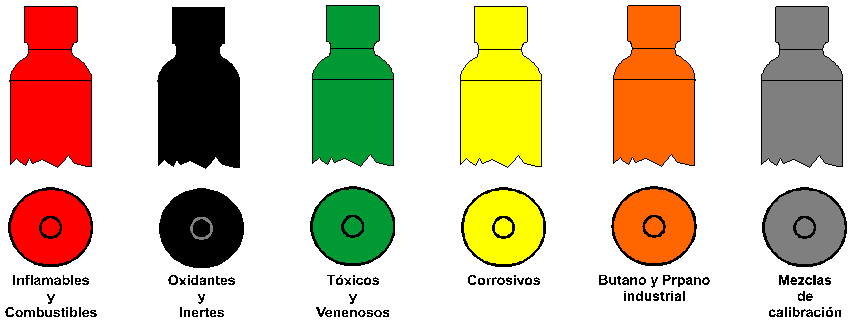 Inflamables
y
Combustibles
Oxidantes
y
Inertes
Tóxicos
y
Venenosos
Corrosivos
Butano y Prpano
industrial
Mezclas
de
calibración